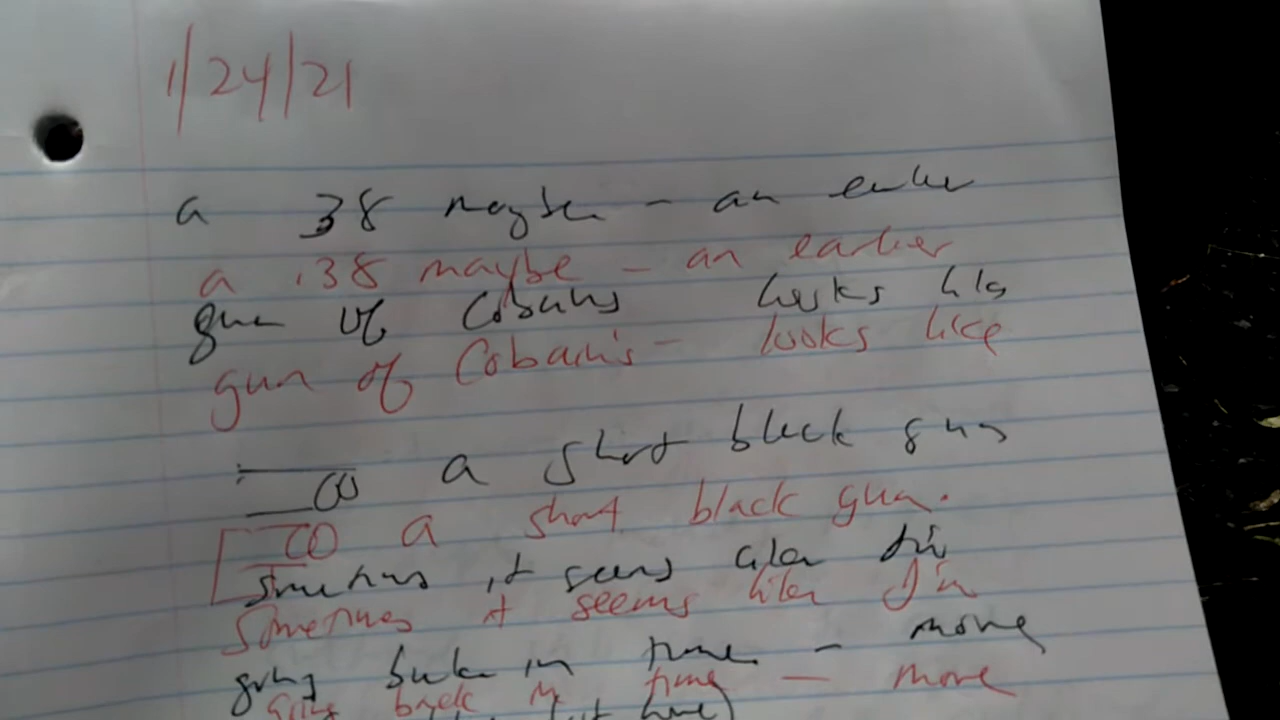 1/24/21
a 38 maybe - an earlier
a .38 maybe - an earlier
gun of Cobains looks like
gun of Cobain's - looks like
a short black gun
a short black gun.
sometimes it seems like I'm
Sometimes it seems like I'm
going back in time - more
going back in time - more